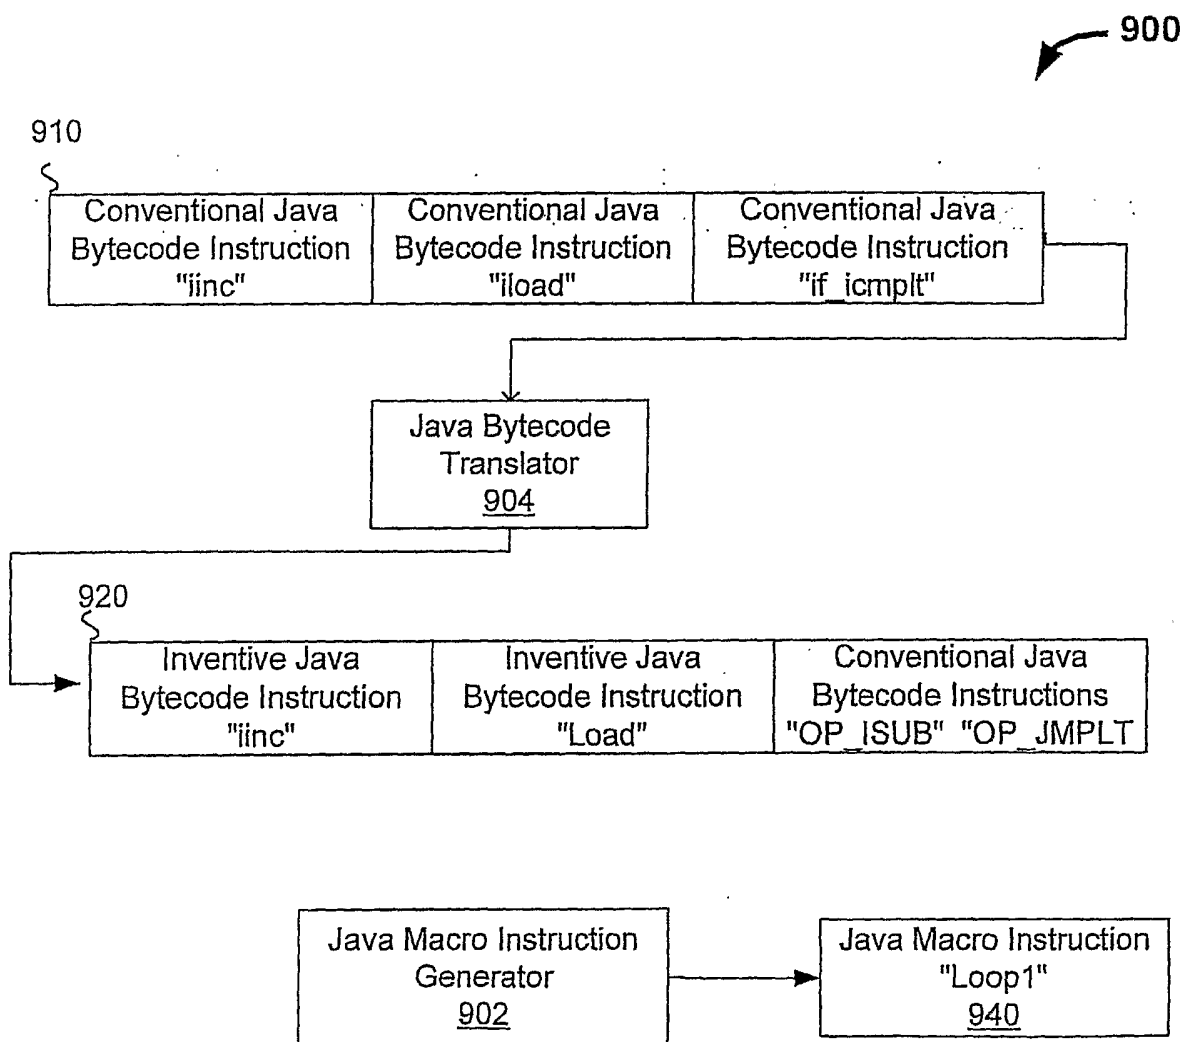 900
910
Conventional Java
Bytecode Instruction
"iinc"
Conventional Java
Bytecode Instruction
"iload"
Conventional Java
Bytecode Instruction
"if_icmplt"
Java Bytecode
Translator
904
920
Inventive Java
Bytecode Instruction
"iinc"
Inventive Java
Bytecode Instruction
"Load"
Conventional Java
Bytecode Instructions
"OP_ISUB" "OP_JMPLT
Java Macro Instruction
Generator
902
Java Macro Instruction
"Loop1"
940